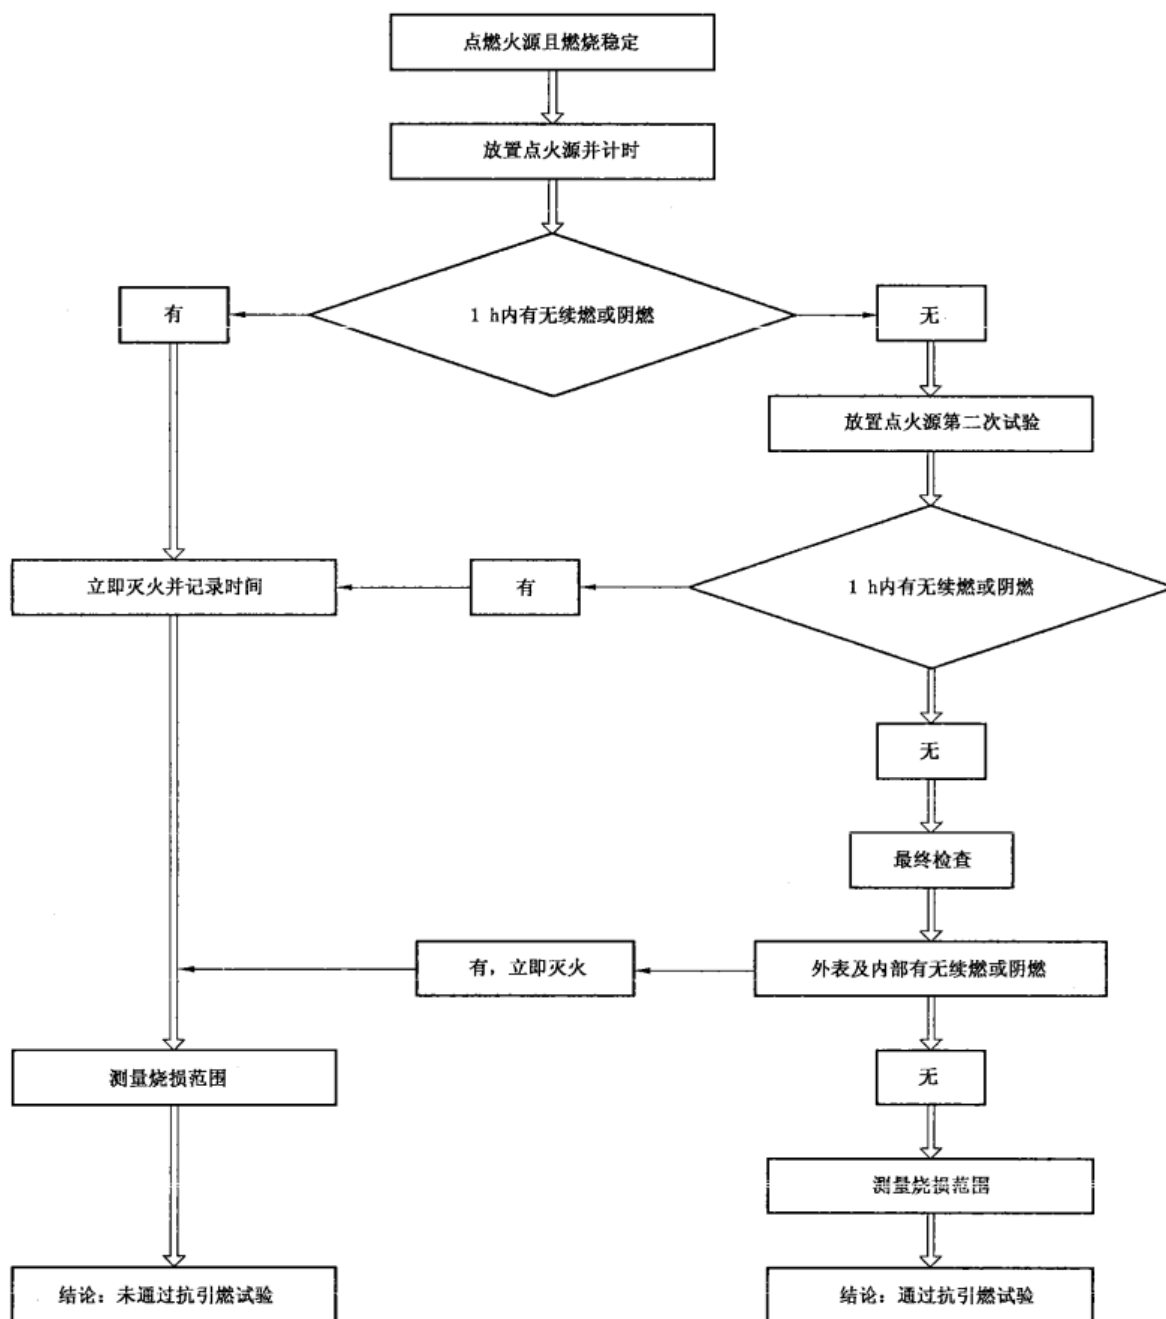 点燃火源且燃烧稳定
放置点火源并计时
1 h内有无续燃或阴燃
有
无
放置点火源第二次试验
立即灭火并记录时间
有
1 h内有无续燃或阴燃
无
最终检查
有，立即灭火
外表及内部有无续燃或阴燃
测量烧损范围
无
测量烧损范围
结论：未通过抗引燃试验
结论：通过抗引燃试验